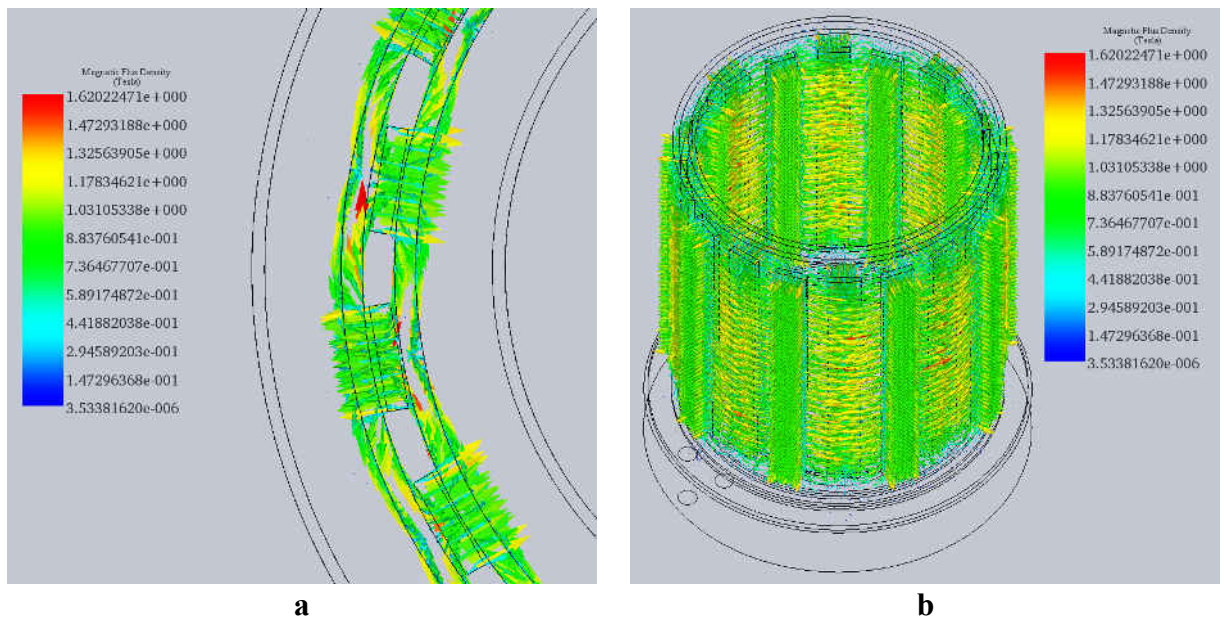 Magnetic Flux Density
(Tesla)
1.62022471e+000
1.47293188e+000
1.32563905e+000
1.17834621e+000
1.03105338e+000
8.83760541e-001
7.36467707e-001
5.89174872e-001
4.41882038e-001
2.94589203e-001
1.47296368e-001
3.53381620e-006
a
Magnetic Flux Density
(Tesla)
1.62022471e+000
1.47293188e+000
1.32563905e+000
1.17834621e+000
1.03105338e+000
8.83760541e-001
7.36467707e-001
5.89174872e-001
4.41882038e-001
2.94589203e-001
1.47296368e-001
3.53381620e-006
b